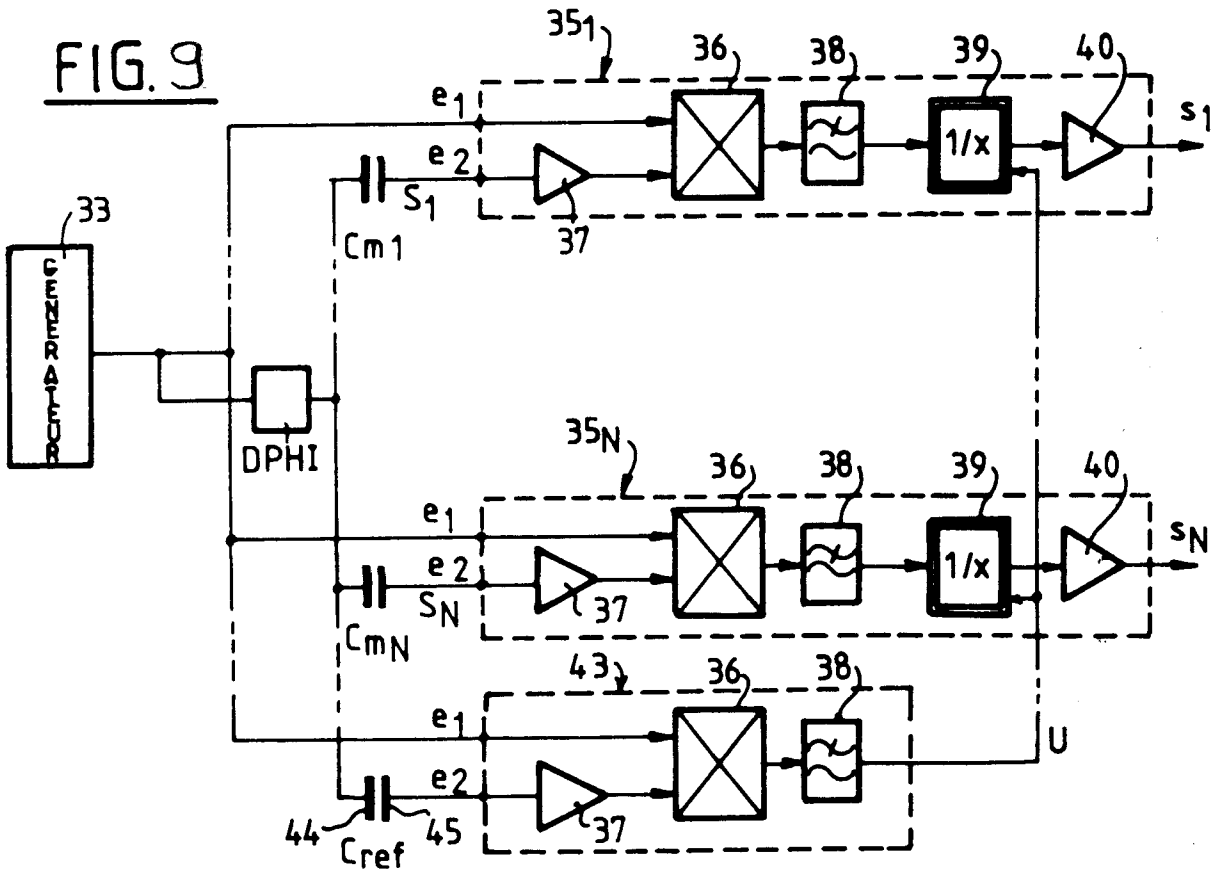 FIG. 9
35₁
36
38
39
40
e₁
e₂
S₁
Cm1
37
1/x
s₁
33
GENERATEUR
DPHI
35N
36
38
39
40
e₁
e₂
SN
CmN
37
1/x
sN
43
36
38
e₁
e₂
44
45
Cref
37
U